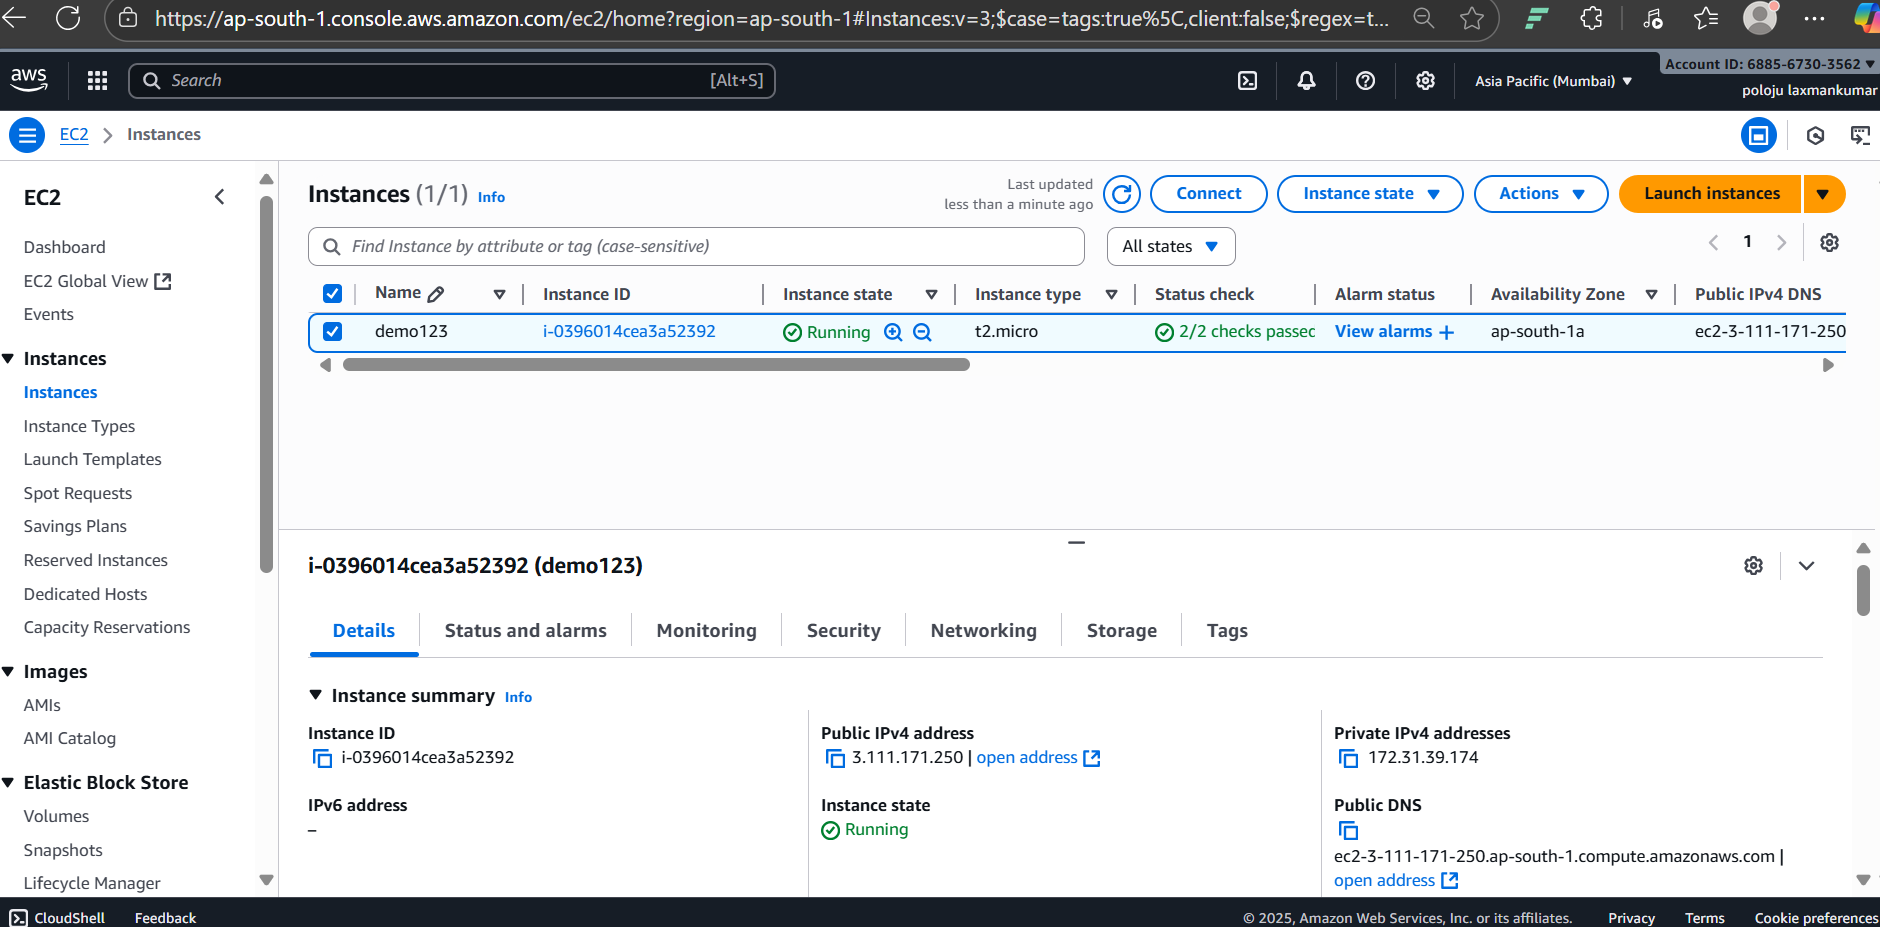 https://ap-south-1.console.aws.amazon.com/ec2/home?region=ap-south-1#Instances:v=3;$case=tags:true%5C,client:false;$regex=t...
aws
Search
[Alt+S]
Asia Pacific (Mumbai)
Account ID: 6885-6730-3562
poloju laxmankumar
EC2 Instances
EC2
Dashboard
EC2 Global View
Events
Instances
Instances
Instance Types
Launch Templates
Spot Requests
Savings Plans
Reserved Instances
Dedicated Hosts
Capacity Reservations
Images
AMIs
AMI Catalog
Elastic Block Store
Volumes
Snapshots
Lifecycle Manager
Instances (1/1) Info
Last updated
less than a minute ago
Connect
Instance state
Actions
Launch instances
Find Instance by attribute or tag (case-sensitive)
All states
1
Name Instance ID Instance state Instance type Status check Alarm status Availability Zone Public IPv4 DNS
demo123 i-0396014cea3a52392 Running t2.micro 2/2 checks passed View alarms + ap-south-1a ec2-3-111-171-250
i-0396014cea3a52392 (demo123)
Details Status and alarms Monitoring Security Networking Storage Tags
Instance summary Info
Instance ID
i-0396014cea3a52392
IPv6 address
–
Public IPv4 address
3.111.171.250 | open address
Instance state
Running
Private IPv4 addresses
172.31.39.174
Public DNS
ec2-3-111-171-250.ap-south-1.compute.amazonaws.com |
open address
CloudShell Feedback © 2025, Amazon Web Services, Inc. or its affiliates. Privacy Terms Cookie preferences